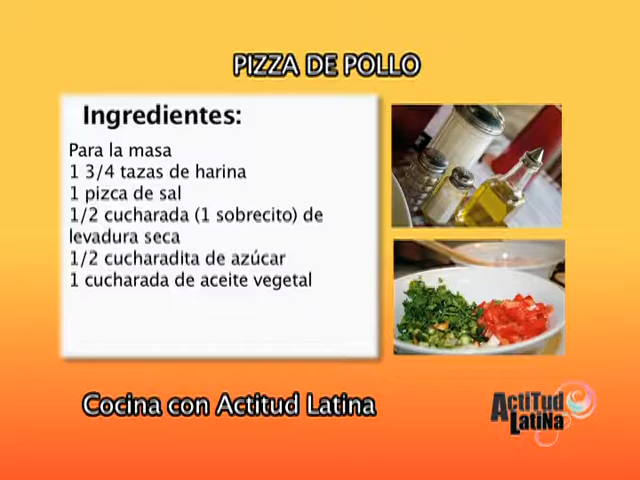 PIZZA DE POLLO
Ingredientes:
Para la masa
1 3/4 tazas de harina
1 pizca de sal
1/2 cucharada (1 sobrecito) de
levadura seca
1/2 cucharadita de azúcar
1 cucharada de aceite vegetal
Cocina con Actitud Latina
ActiTud
LatiNa